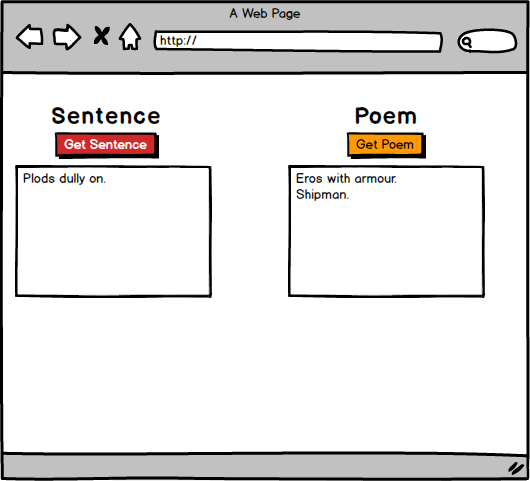 A Web Page
http://
Sentence
Get Sentence
Plods dully on.
Poem
Get Poem
Eros with armour.
Shipman.